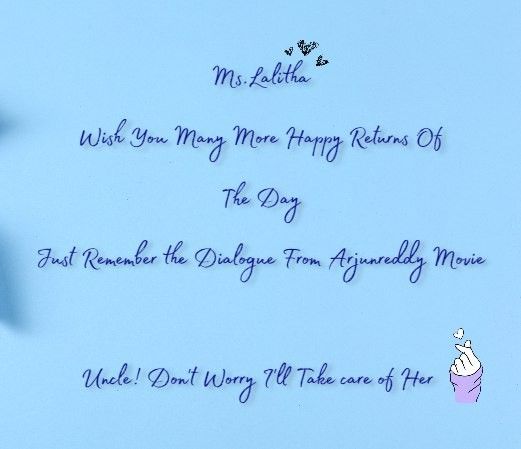 Ms.Lalitha
Wish You Many More Happy Returns Of
The Day
Just Remember the Dialogue From Arjunreddy Movie
Uncle! Don't Worry I'll Take care of Her